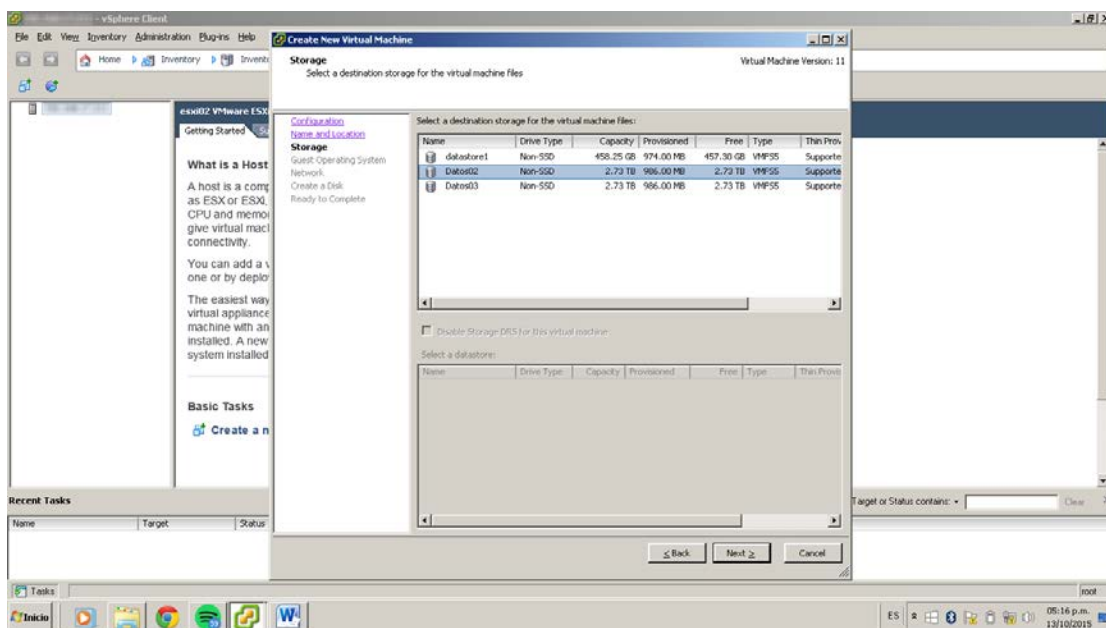 - vSphere Client
File Edit View Inventory Administration Plug-ins Help
Home Inventory
esxi02 VMware ESX
Getting Started
What is a Host
A host is a comp
as ESX or ESXi.
CPU and memor
give virtual macl
connectivity.
You can add a v
one or by deplo
The easiest way
virtual appliance
machine with an
installed. A new
system installed
Basic Tasks
Create a n
Create New Virtual Machine
Storage
Select a destination storage for the virtual machine files
Virtual Machine Version: 11
Configuration
Name and Location
Storage
Guest Operating System
Network
Create a Disk
Ready to Complete
Select a destination storage for the virtual machine files:
Name Drive Type Capacity Provisioned Free Type Thin Prov
datastore1 Non-SSD 458.25 GB 974.00 MB 457.30 GB VMFS5 Supporte
Datos02 Non-SSD 2.73 TB 986.00 MB 2.73 TB VMFS5 Supporte
Datos03 Non-SSD 2.73 TB 986.00 MB 2.73 TB VMFS5 Supporte
Disable Storage DRS for this virtual machine
Select a datastore:
Name Drive Type Capacity Provisioned Free Type Thin Provis
< Back Next > Cancel
Recent Tasks
Target or Status contains: Clear
Name Target Status
Tasks
root
Inicio
ES
05:16 p.m.
13/10/2015